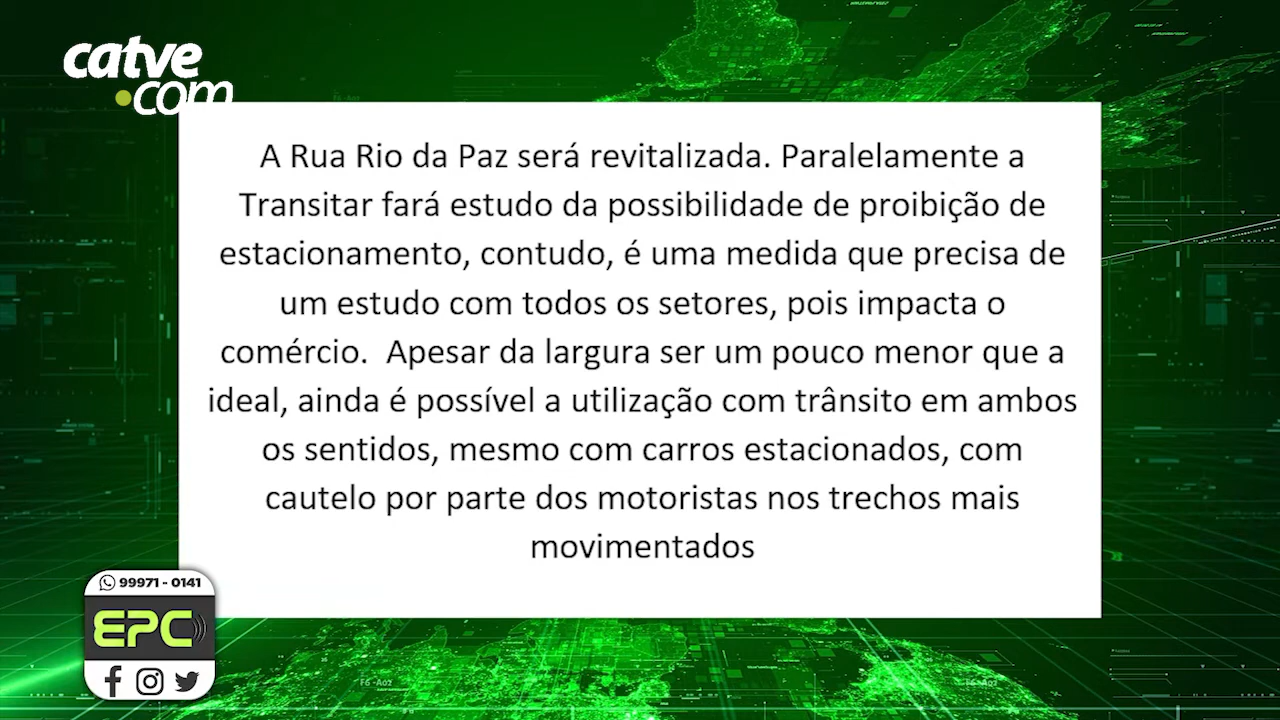 catve
.com
A Rua Rio da Paz será revitalizada. Paralelamente a
Transitar fará estudo da possibilidade de proibição de
estacionamento, contudo, é uma medida que precisa de
um estudo com todos os setores, pois impacta o
comércio.  Apesar da largura ser um pouco menor que a
ideal, ainda é possível a utilização com trânsito em ambos
os sentidos, mesmo com carros estacionados, com
cautelo por parte dos motoristas nos trechos mais
movimentados
99971 - 0141
EPC